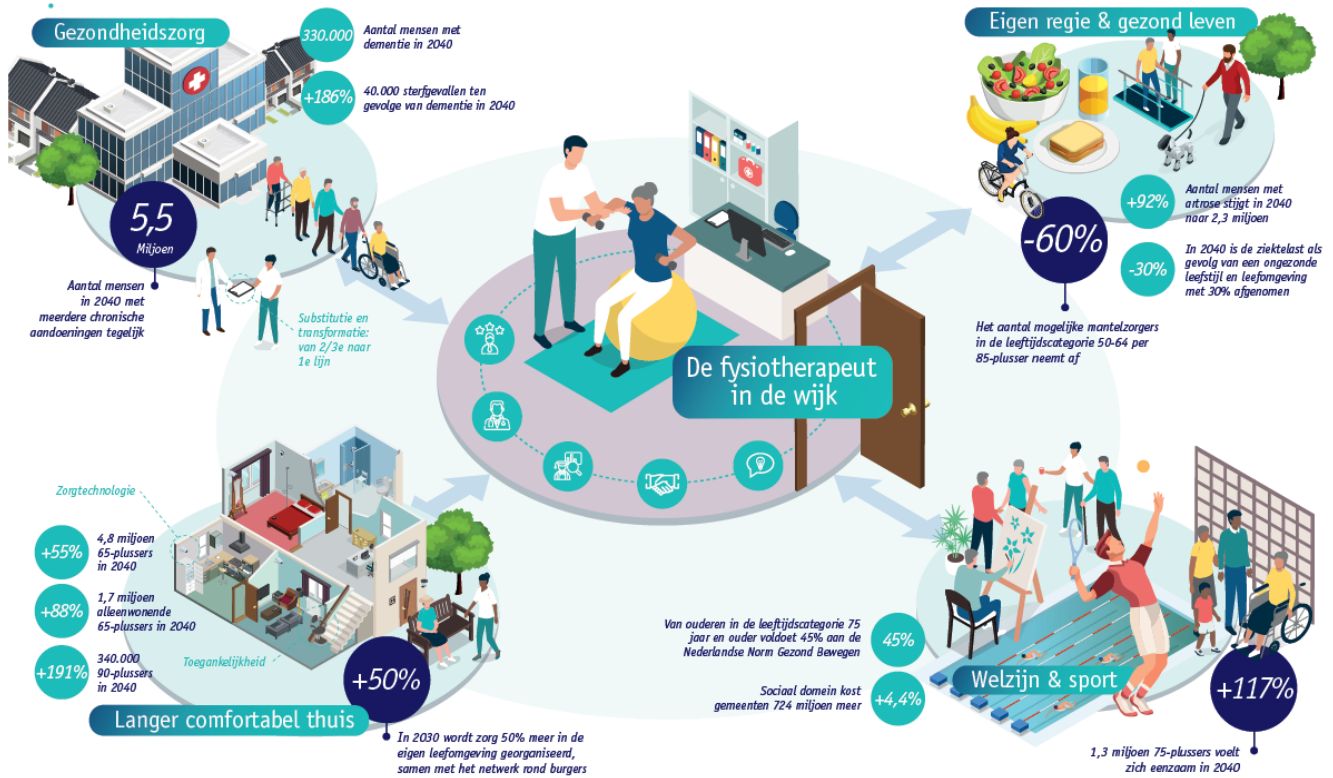 Gezondheidszorg
330.000
Aantal mensen met
dementie in 2040
+186%
40.000 sterfgevallen ten
gevolge van dementie in 2040
5,5
Miljoen
Aantal mensen
in 2040 met
meerdere chronische
aandoeningen tegelijk
Substitutie en
transformatie:
van 2/3e naar
1e lijn
Eigen regie & gezond leven
+92%
Aantal mensen met
artrose stijgt in 2040
naar 2,3 miljoen
-60%
-30%
In 2040 is de ziektelast als
gevolg van een ongezonde
leefstijl en leefomgeving
met 30% afgenomen
Het aantal mogelijke mantelzorgers
in de leeftijdscategorie 50-64 per
85-plusser neemt af
De fysiotherapeut
in de wijk
Zorgtechnologie
+55%
4,8 miljoen
65-plussers
in 2040
+88%
1,7 miljoen
alleenwonende
65-plussers in 2040
+191%
340.000
90-plussers
in 2040
Toegankelijkheid
+50%
Langer comfortabel thuis
In 2030 wordt zorg 50% meer in de
eigen leefomgeving georganiseerd,
samen met het netwerk rond burgers
Van ouderen in de leeftijdscategorie 75
jaar en ouder voldoet 45% aan de
Nederlandse Norm Gezond Bewegen
45%
Sociaal domein kost
gemeenten 724 miljoen meer
+4,4%
Welzijn & sport
+117%
1,3 miljoen 75-plussers voelt
zich eenzaam in 2040